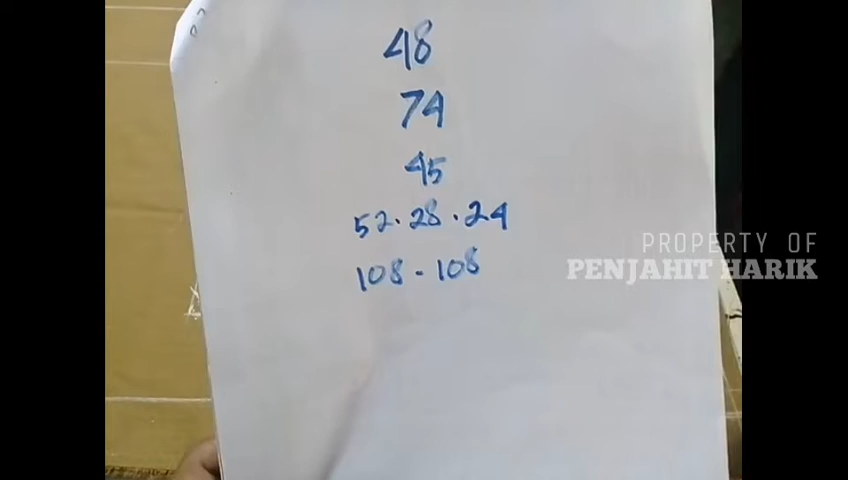 48
74
45
52.28.24
108-108
PROPERTY OF
PENJAHIT HARIK